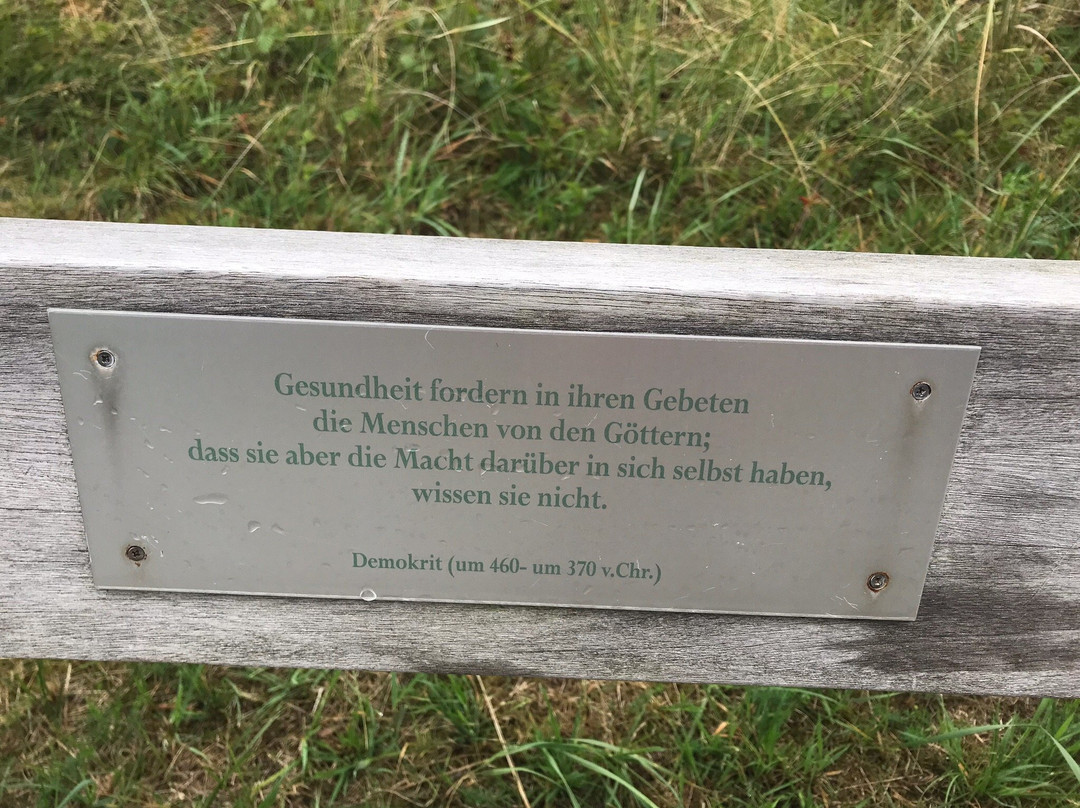 Gesundheit fordern in ihren Gebeten
die Menschen von den Göttern;
dass sie aber die Macht darüber in sich selbst haben,
wissen sie nicht.
Demokrit (um 460- um 370 v.Chr.)